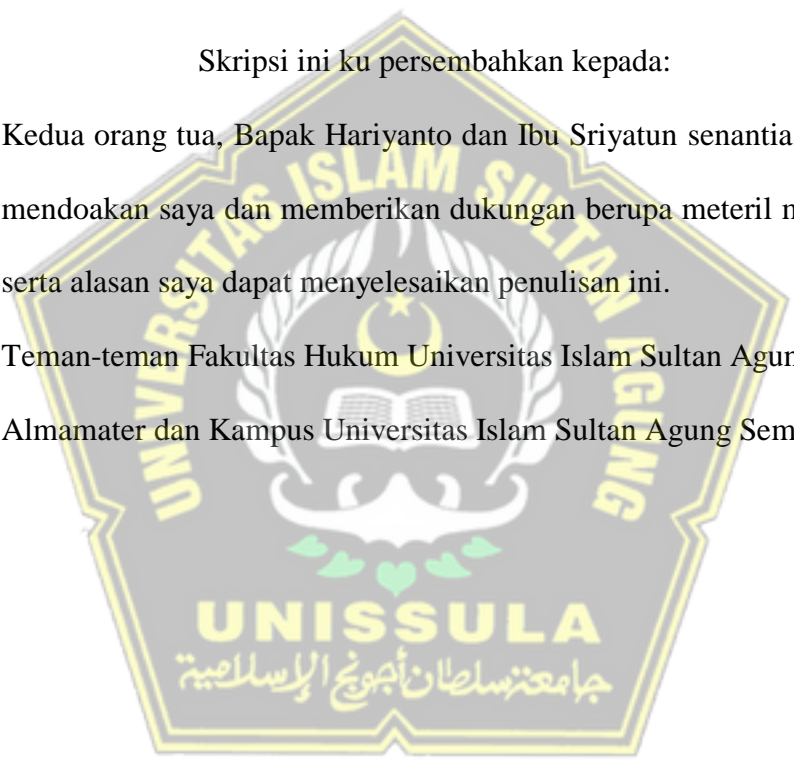 Skripsi ini ku persembahkan kepada:
Kedua orang tua, Bapak Hariyanto dan Ibu Sriyatun senantia
mendoakan saya dan memberikan dukungan berupa meteril
serta alasan saya dapat menyelesaikan penulisan ini.
Teman-teman Fakultas Hukum Universitas Islam Sultan Agun
Almamater dan Kampus Universitas Islam Sultan Agung Sem
UNIVERSITAS ISLAM SULTAN AGUNG
UNISSULA
جامعتسلطان أجونج الإسلامية